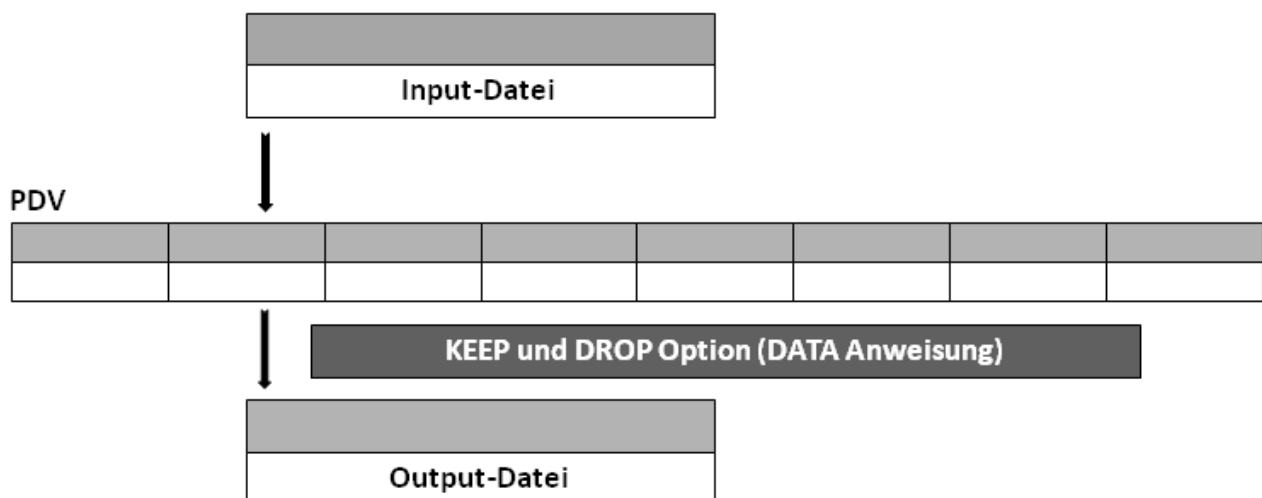 Input-Datei
PDV
KEEP und DROP Option (DATA Anweisung)
Output-Datei